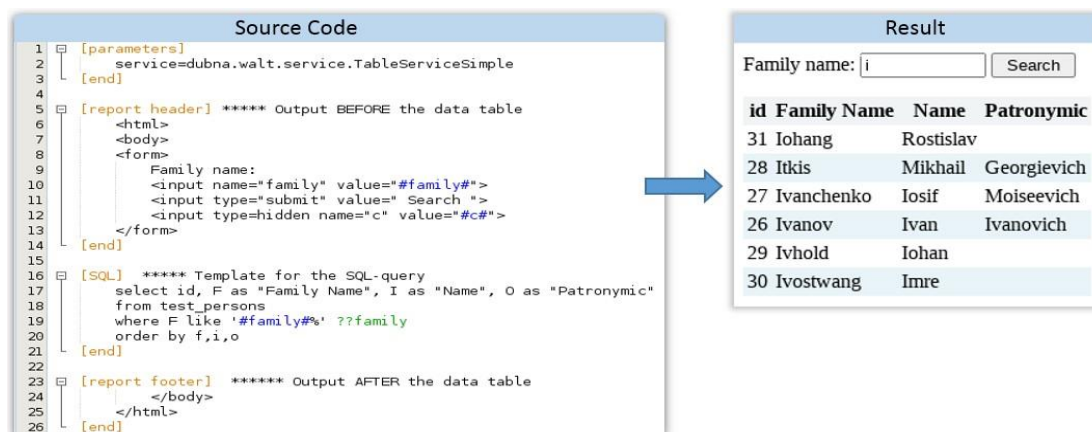 Source Code
1 [parameters]
2 service=dubna.walt.service.TableServiceSimple
3 [end]
4
5 [report header] ***** Output BEFORE the data table
6 <html>
7 <body>
8 <form>
9 Family name:
10 <input name="family" value="#family#">
11 <input type="submit" value=" Search ">
12 <input type=hidden name="c" value="#c#">
13 </form>
14 [end]
15
16 [SQL] ***** Template for the SQL-query
17 select id, F as "Family Name", I as "Name", O as "Patronymic"
18 from test_persons
19 where F like '#family#%' ??family
20 order by f,i,o
21 [end]
22
23 [report footer] ****** Output AFTER the data table
24 </body>
25 </html>
26 [end]
Result
Family name: i Search
id Family Name Name Patronymic
31 Iohang Rostislav
28 Itkis Mikhail Georgievich
27 Ivanchenko Iosif Moiseevich
26 Ivanov Ivan Ivanovich
29 Ivhold Iohan
30 Ivostwang Imre